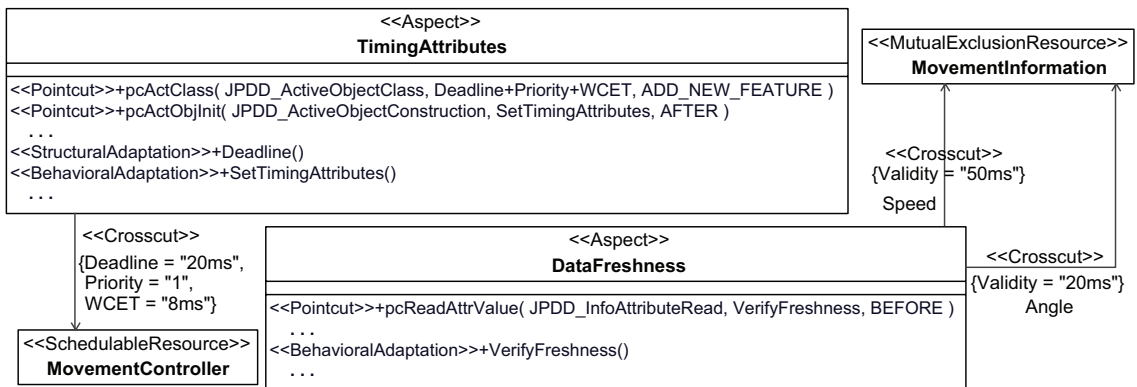 <<Aspect>>
TimingAttributes
<<Pointcut>>+pcActClass( JPDD_ActiveObjectClass, Deadline+Priority+WCET, ADD_NEW_FEATURE )
<<Pointcut>>+pcActObjInit( JPDD_ActiveObjectConstruction, SetTimingAttributes, AFTER )
. . .
<<StructuralAdaptation>>+Deadline()
<<BehavioralAdaptation>>+SetTimingAttributes()
. . .
<<MutualExclusionResource>>
MovementInformation
<<Crosscut>>
{Validity = "50ms"}
Speed
<<Crosscut>>
{Deadline = "20ms",
Priority = "1",
WCET = "8ms"}
<<SchedulableResource>>
MovementController
<<Aspect>>
DataFreshness
<<Pointcut>>+pcReadAttrValue( JPDD_InfoAttributeRead, VerifyFreshness, BEFORE )
. . .
<<BehavioralAdaptation>>+VerifyFreshness()
. . .
<<Crosscut>>
{Validity = "20ms"}
Angle